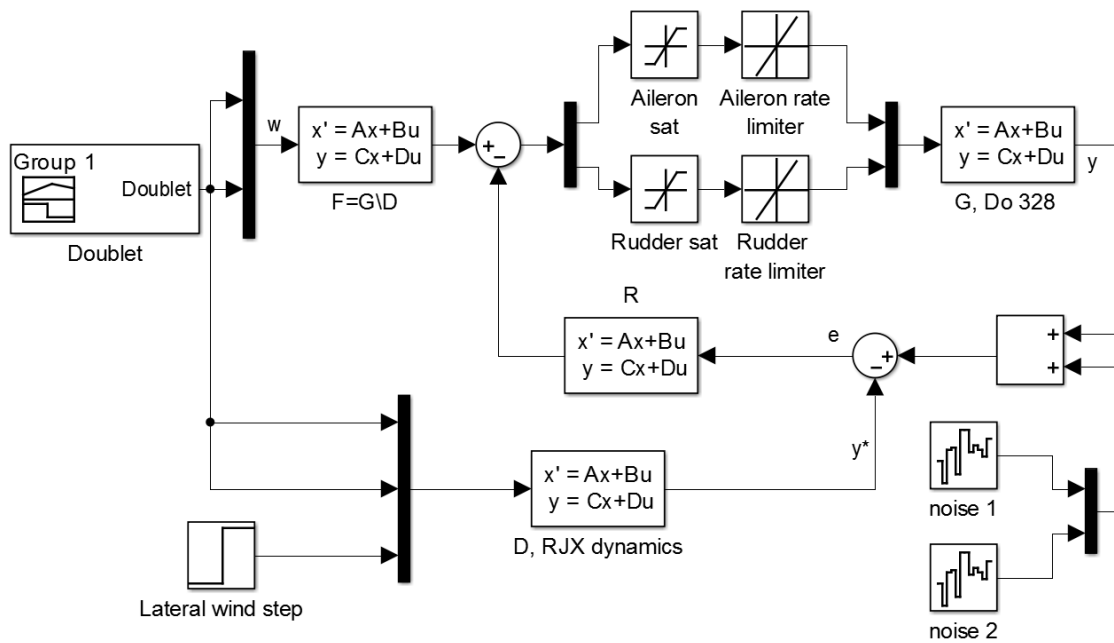 Group 1
Doublet
Doublet
w
x' = Ax+Bu
y = Cx+Du
F=G\D
+
−
Aileron
sat
Aileron rate
limiter
Rudder sat
Rudder
rate limiter
x' = Ax+Bu
y = Cx+Du
G, Do 328
y
R
x' = Ax+Bu
y = Cx+Du
e
+
−
+
+
y*
Lateral wind step
x' = Ax+Bu
y = Cx+Du
D, RJX dynamics
noise 1
noise 2